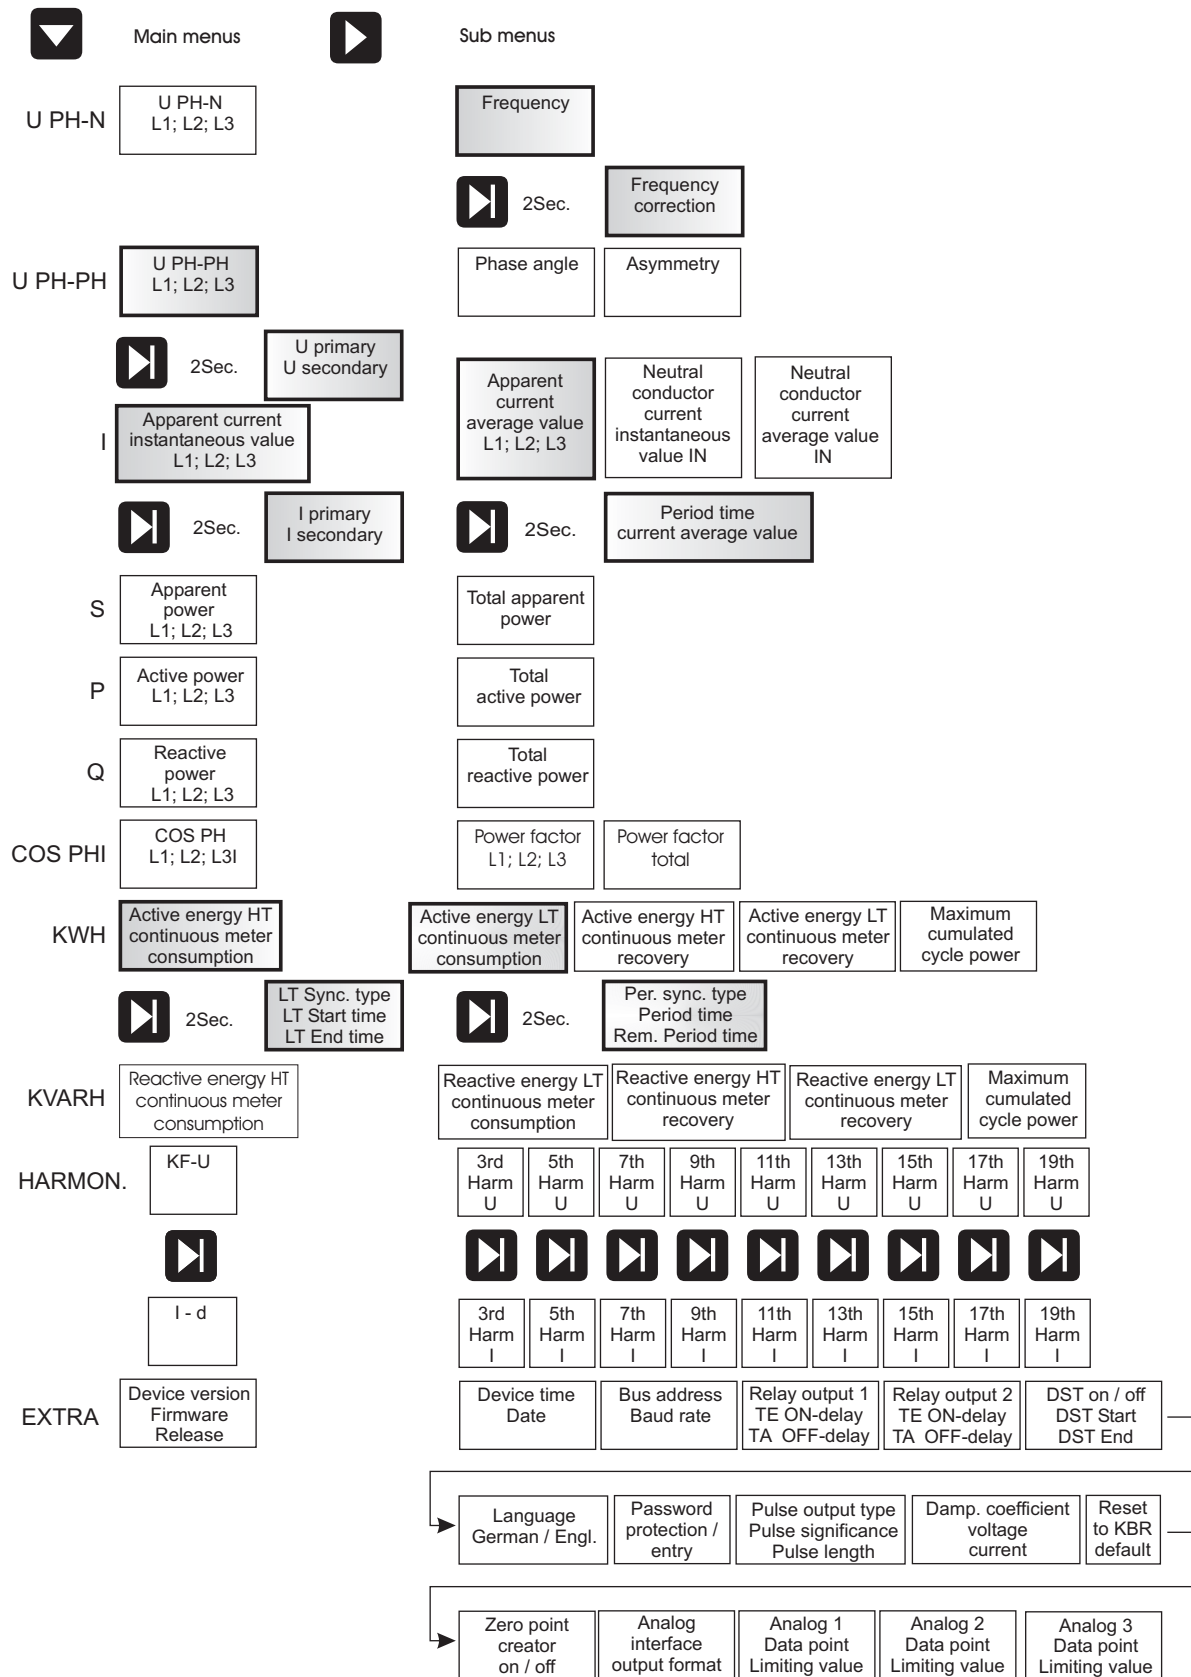 Main menus
Sub menus
U PH-N
U PH-N
L1; L2; L3
Frequency
2Sec.
Frequency
correction
U PH-PH
U PH-PH
L1; L2; L3
Phase angle
Asymmetry
2Sec.
U primary
U secondary
I
Apparent current
instantaneous value
L1; L2; L3
Apparent
current
average value
L1; L2; L3
Neutral
conductor
current
instantaneous
value IN
Neutral
conductor
current
average value
IN
2Sec.
I primary
I secondary
2Sec.
Period time
current average value
S
Apparent
power
L1; L2; L3
Total apparent
power
P
Active power
L1; L2; L3
Total
active power
Q
Reactive
power
L1; L2; L3
Total
reactive power
COS PHI
COS PH
L1; L2; L3I
Power factor
L1; L2; L3
Power factor
total
KWH
Active energy HT
continuous meter
consumption
Active energy LT
continuous meter
consumption
Active energy HT
continuous meter
recovery
Active energy LT
continuous meter
recovery
Maximum
cumulated
cycle power
2Sec.
LT Sync. type
LT Start time
LT End time
2Sec.
Per. sync. type
Period time
Rem. Period time
KVARH
Reactive energy HT
continuous meter
consumption
Reactive energy LT
continuous meter
consumption
Reactive energy HT
continuous meter
recovery
Reactive energy LT
continuous meter
recovery
Maximum
cumulated
cycle power
HARMON.
KF-U
3rd
Harm
U
5th
Harm
U
7th
Harm
U
9th
Harm
U
11th
Harm
U
13th
Harm
U
15th
Harm
U
17th
Harm
U
19th
Harm
U
I - d
3rd
Harm
I
5th
Harm
I
7th
Harm
I
9th
Harm
I
11th
Harm
I
13th
Harm
I
15th
Harm
I
17th
Harm
I
19th
Harm
I
EXTRA
Device version
Firmware
Release
Device time
Date
Bus address
Baud rate
Relay output 1
TE ON-delay
TA OFF-delay
Relay output 2
TE ON-delay
TA OFF-delay
DST on / off
DST Start
DST End
Language
German / Engl.
Password
protection /
entry
Pulse output type
Pulse significance
Pulse length
Damp. coefficient
voltage
current
Reset
to KBR
default
Zero point
creator
on / off
Analog
interface
output format
Analog 1
Data point
Limiting value
Analog 2
Data point
Limiting value
Analog 3
Data point
Limiting value